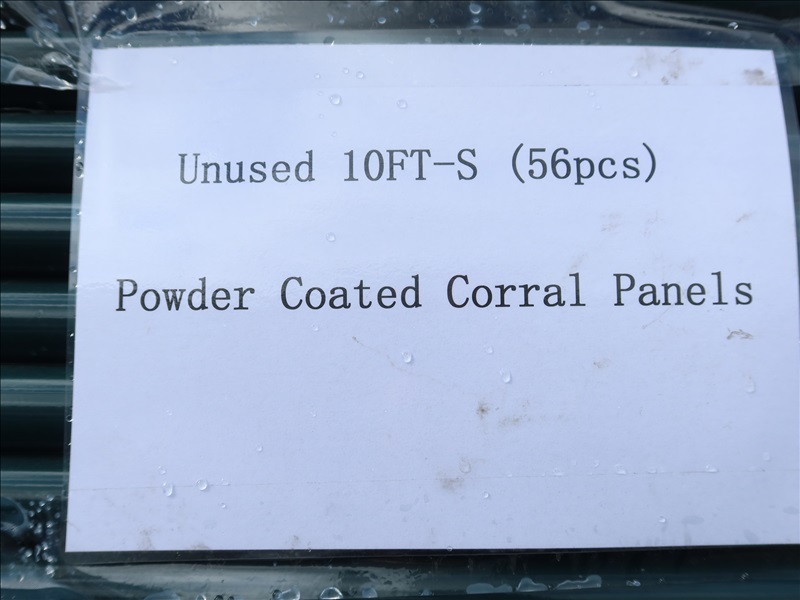 Unused 10FT-S (56pcs)
Powder Coated Corral Panels